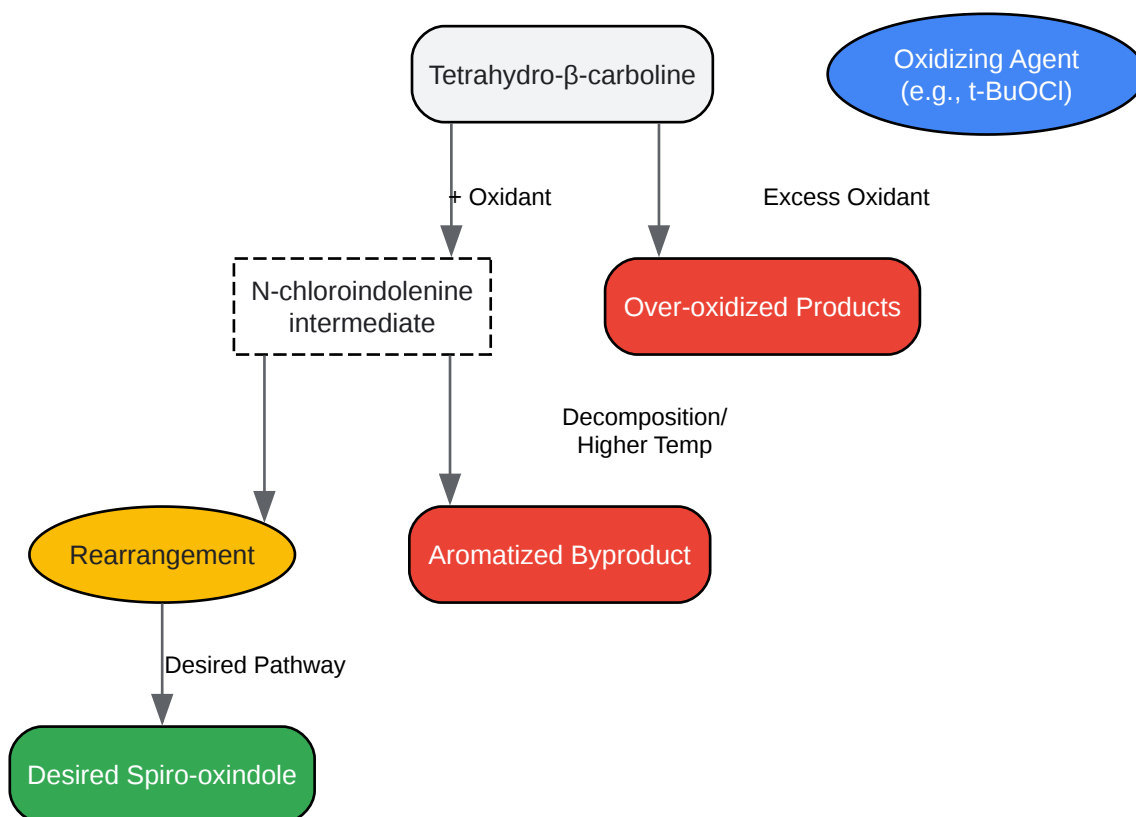 Tetrahydro-β-carboline
Oxidizing Agent
(e.g., t-BuOCl)
+ Oxidant
Excess Oxidant
N-chloroindolenine
intermediate
Over-oxidized Products
Decomposition/
Higher Temp
Rearrangement
Aromatized Byproduct
Desired Pathway
Desired Spiro-oxindole